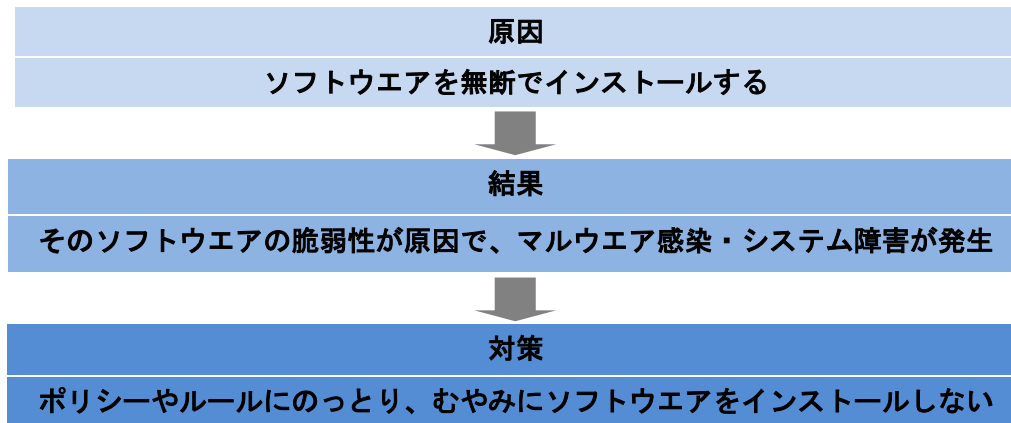 原因
ソフトウエアを無断でインストールする
結果
そのソフトウエアの脆弱性が原因で、マルウエア感染・システム障害が発生
対策
ポリシーやルールにのっとり、むやみにソフトウエアをインストールしない